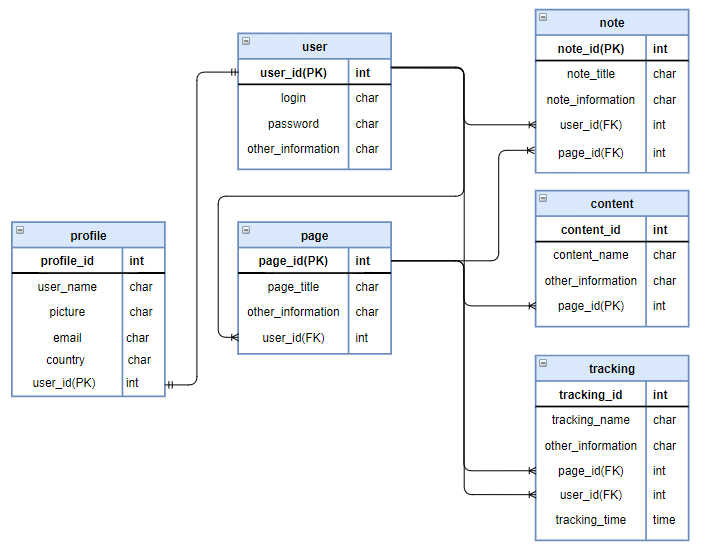 user
user_id(PK) int
login char
password char
other_information char
note
note_id(PK) int
note_title char
note_information char
user_id(FK) int
page_id(FK) int
profile
profile_id int
user_name char
picture char
email char
country char
user_id(PK) int
page
page_id(PK) int
page_title char
other_information char
user_id(FK) int
content
content_id int
content_name char
other_information char
page_id(PK) int
tracking
tracking_id int
tracking_name char
other_information char
page_id(FK) int
user_id(FK) int
tracking_time time